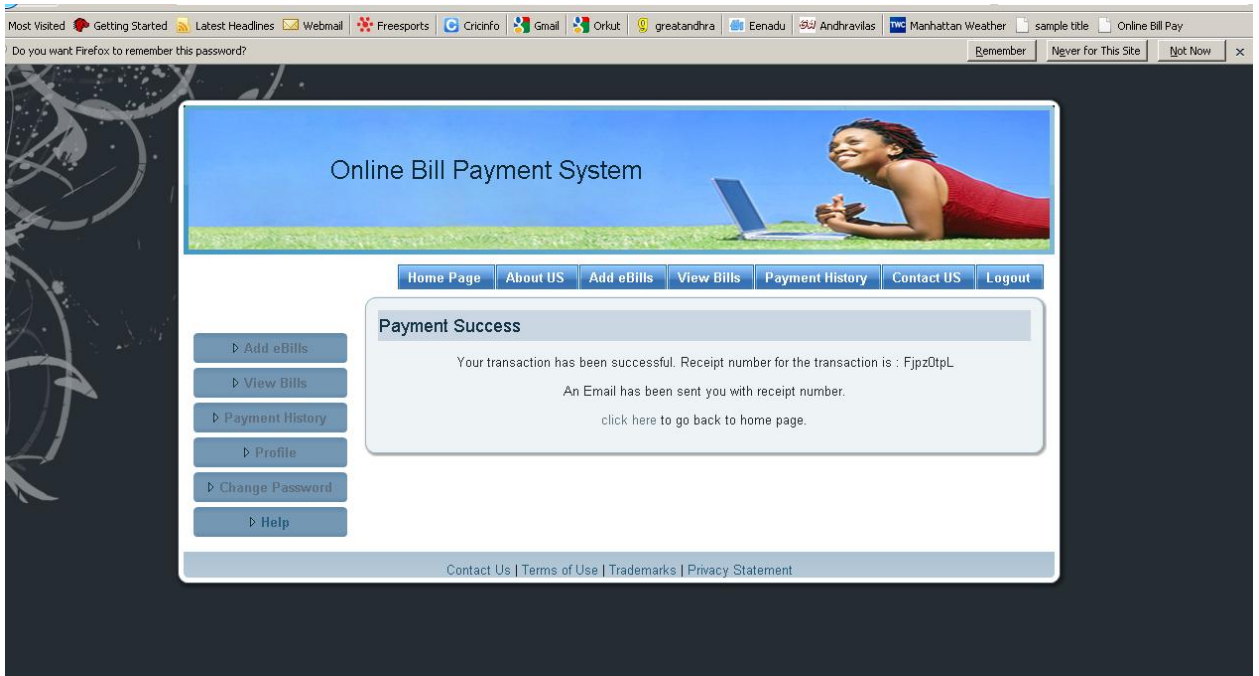 Most Visited Getting Started Latest Headlines Webmail Freesports Cricinfo Gmail Orkut greatandhra Eenadu Andhravilas TWC Manhattan Weather sample title Online Bill Pay
Do you want Firefox to remember this password? Remember Never for This Site Not Now
Online Bill Payment System
Home Page About US Add eBills View Bills Payment History Contact US Logout
Payment Success
Your transaction has been successful. Receipt number for the transaction is : Fjpz0tpL
An Email has been sent you with receipt number.
click here to go back to home page.
Add eBills
View Bills
Payment History
Profile
Change Password
Help
Contact Us | Terms of Use | Trademarks | Privacy Statement